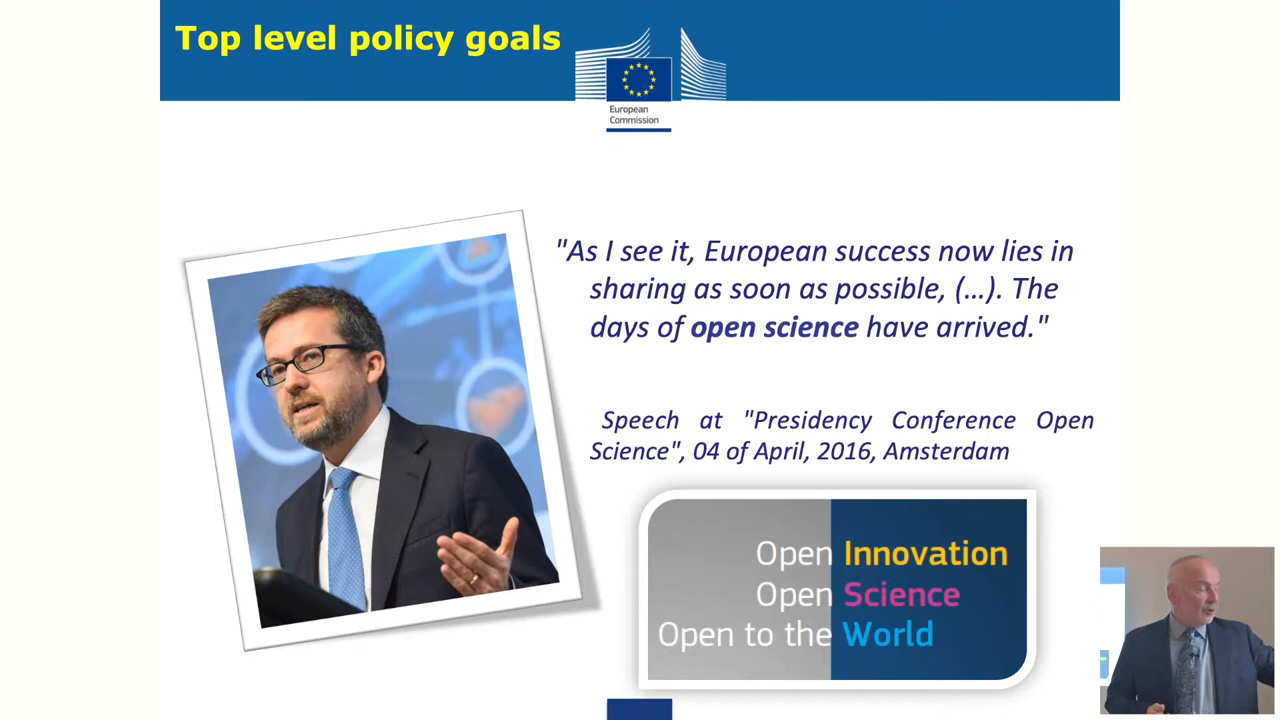 Top level policy goals
European
Commission
"As I see it, European success now lies in
sharing as soon as possible, (...). The
days of open science have arrived."
Speech at "Presidency Conference Open
Science", 04 of April, 2016, Amsterdam
Open Innovation
Open Science
Open to the World